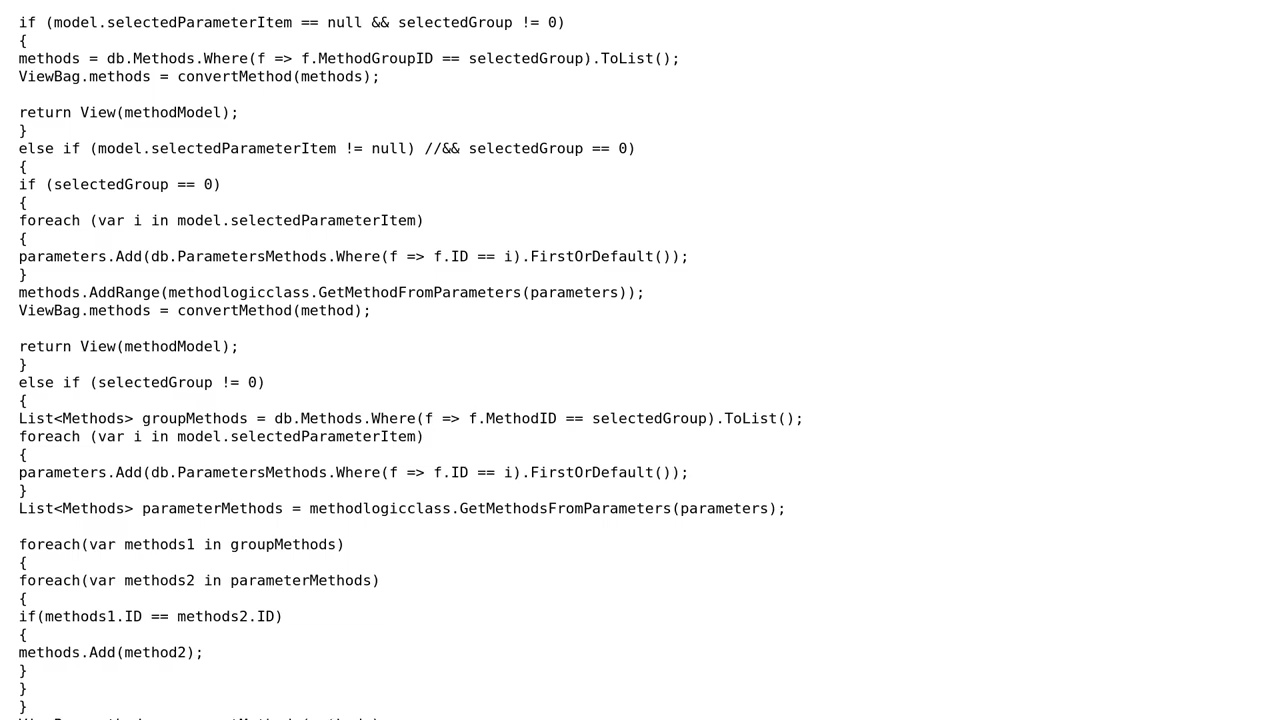 if (model.selectedParameterItem == null && selectedGroup != 0)
{
methods = db.Methods.Where(f => f.MethodGroupID == selectedGroup).ToList();
ViewBag.methods = convertMethod(methods);

return View(methodModel);
}
else if (model.selectedParameterItem != null) //&& selectedGroup == 0)
{
if (selectedGroup == 0)
{
foreach (var i in model.selectedParameterItem)
{
parameters.Add(db.ParametersMethods.Where(f => f.ID == i).FirstOrDefault());
}
methods.AddRange(methodlogicclass.GetMethodFromParameters(parameters));
ViewBag.methods = convertMethod(method);

return View(methodModel);
}
else if (selectedGroup != 0)
{
List<Methods> groupMethods = db.Methods.Where(f => f.MethodID == selectedGroup).ToList();
foreach (var i in model.selectedParameterItem)
{
parameters.Add(db.ParametersMethods.Where(f => f.ID == i).FirstOrDefault());
}
List<Methods> parameterMethods = methodlogicclass.GetMethodsFromParameters(parameters);

foreach(var methods1 in groupMethods)
{
foreach(var methods2 in parameterMethods)
{
if(methods1.ID == methods2.ID)
{
methods.Add(method2);
}
}
}